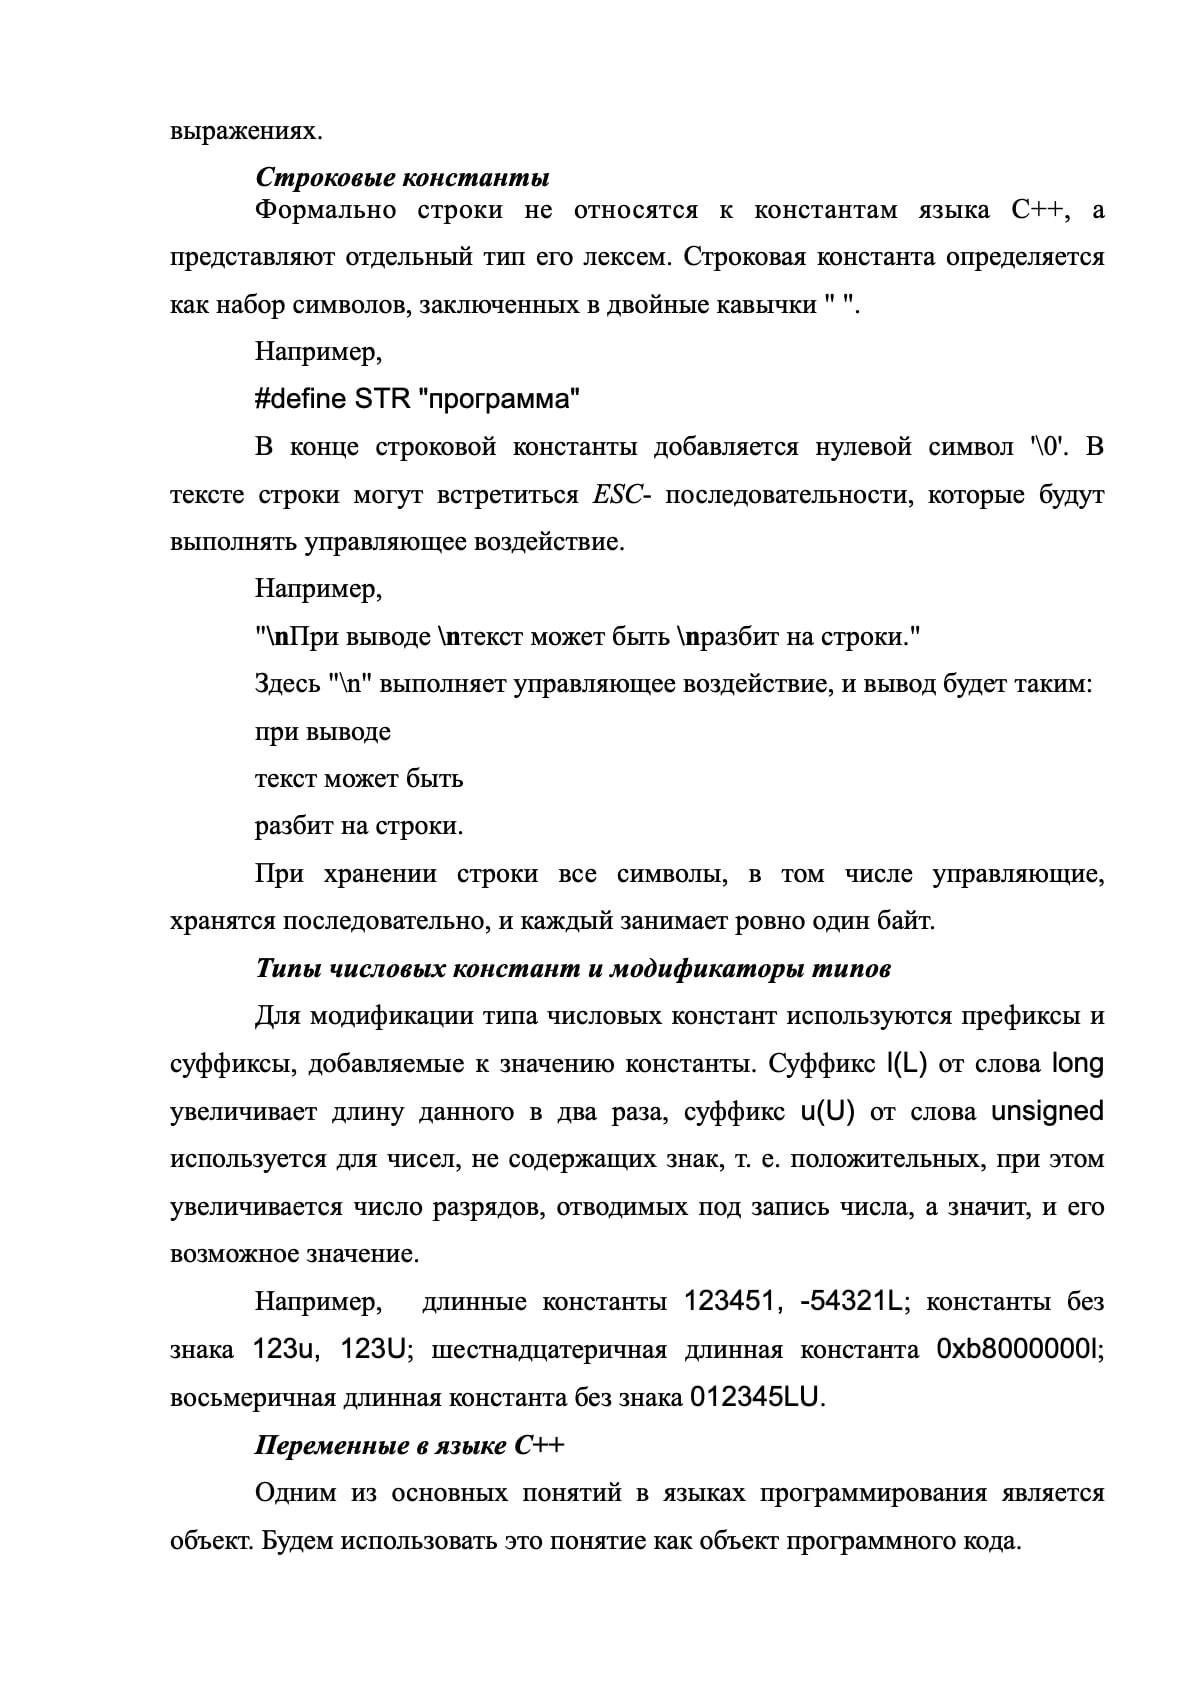 выражениях.
Строковые константы
Формально строки не относятся к константам языка С++, а
представляют отдельный тип его лексем. Строковая константа определяется
как набор символов, заключенных в двойные кавычки " ".
Например,
#define STR "программа"
В конце строковой константы добавляется нулевой символ '\0'. В
тексте строки могут встретиться ESC- последовательности, которые будут
выполнять управляющее воздействие.
Например,
"\nПри выводе \nтекст может быть \nразбит на строки."
Здесь "\n" выполняет управляющее воздействие, и вывод будет таким:
при выводе
текст может быть
разбит на строки.
При хранении строки все символы, в том числе управляющие,
хранятся последовательно, и каждый занимает ровно один байт.
Типы числовых констант и модификаторы типов
Для модификации типа числовых констант используются префиксы и
суффиксы, добавляемые к значению константы. Суффикс l(L) от слова long
увеличивает длину данного в два раза, суффикс u(U) от слова unsigned
используется для чисел, не содержащих знак, т. е. положительных, при этом
увеличивается число разрядов, отводимых под запись числа, а значит, и его
возможное значение.
Например, длинные константы 123451, -54321L; константы без
знака 123u, 123U; шестнадцатеричная длинная константа 0xb8000000l;
восьмеричная длинная константа без знака 012345LU.
Переменные в языке С++
Одним из основных понятий в языках программирования является
объект. Будем использовать это понятие как объект программного кода.